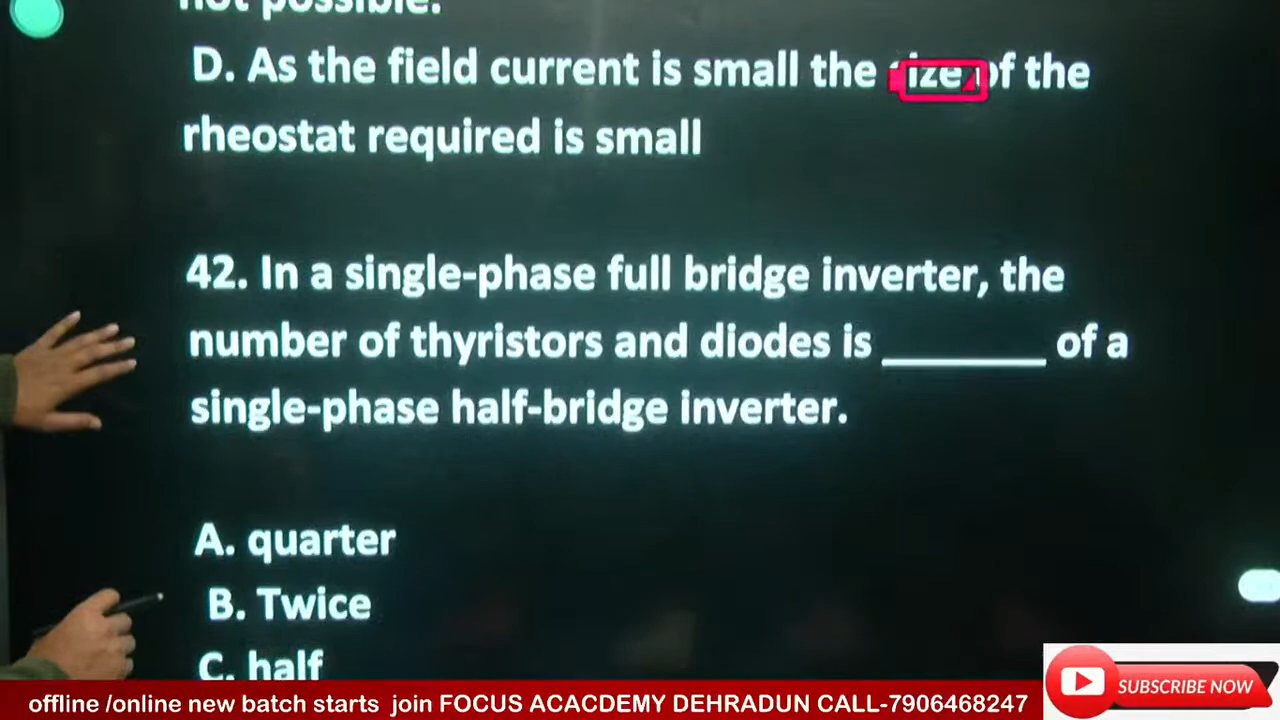 not possible.
D. As the field current is small the size of the
rheostat required is small
42. In a single-phase full bridge inverter, the
number of thyristors and diodes is ________ of a
single-phase half-bridge inverter.
A. quarter
B. Twice
C. half
SUBSCRIBE NOW
offline /online new batch starts join FOCUS ACACDEMY DEHRADUN CALL-7906468247